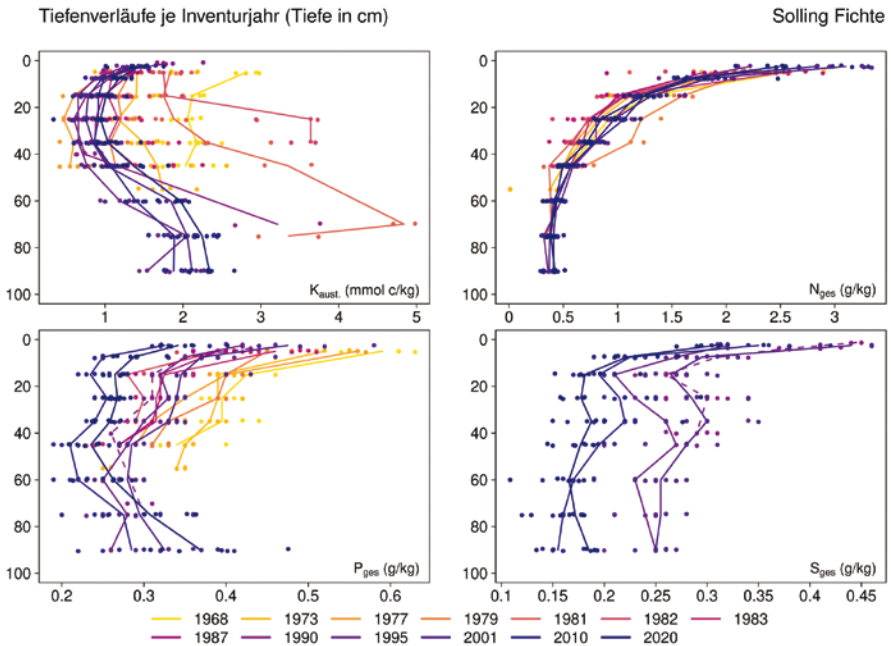 Tiefenverläufe je Inventurjahr (Tiefe in cm) Solling Fichte
0
20
40
60
80
100
K_aust. (mmol c/kg)
1 2 3 4 5
0
20
40
60
80
100
N_ges (g/kg)
0 0.5 1 1.5 2 2.5 3
0
20
40
60
80
100
P_ges (g/kg)
0.2 0.3 0.4 0.5 0.6
0
20
40
60
80
100
S_ges (g/kg)
0.1 0.15 0.2 0.25 0.3 0.35 0.4 0.45
1968 1973 1977 1979 1981 1982 1983
1987 1990 1995 2001 2010 2020